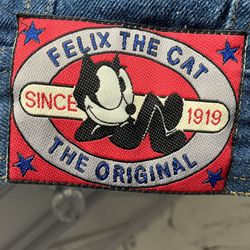 FELIX THE CAT
SINCE 1919
THE ORIGINAL